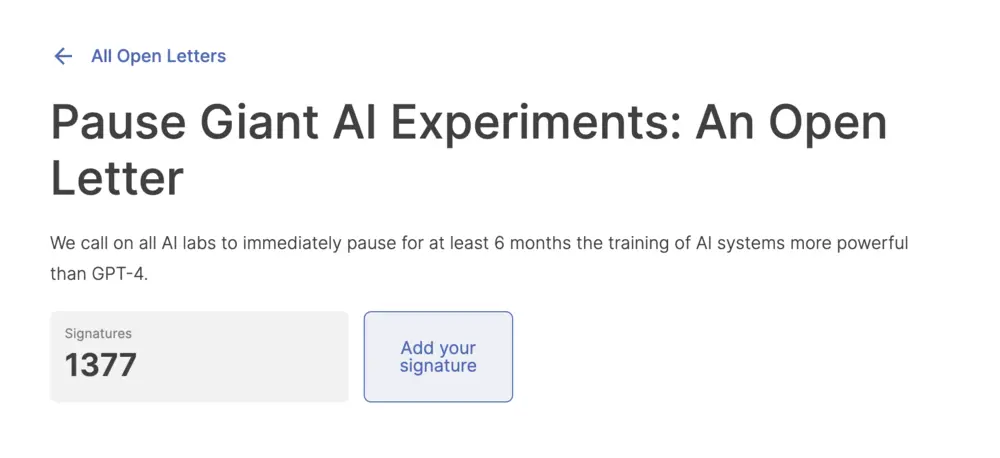 All Open Letters
Pause Giant AI Experiments: An Open
Letter
We call on all AI labs to immediately pause for at least 6 months the training of AI systems more powerful
than GPT-4.
Signatures
1377
Add your
signature